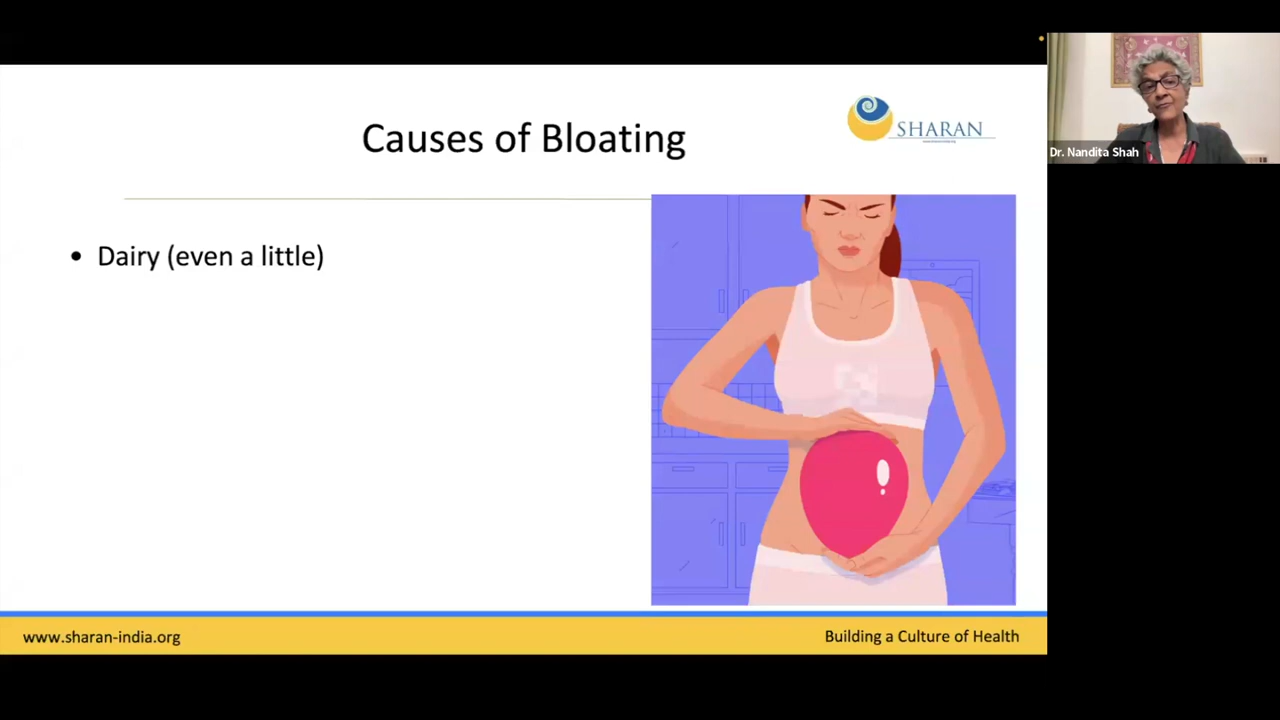 Causes of Bloating
SHARAN
Dr. Nandita Shah
• Dairy (even a little)
www.sharan-india.org
Building a Culture of Health